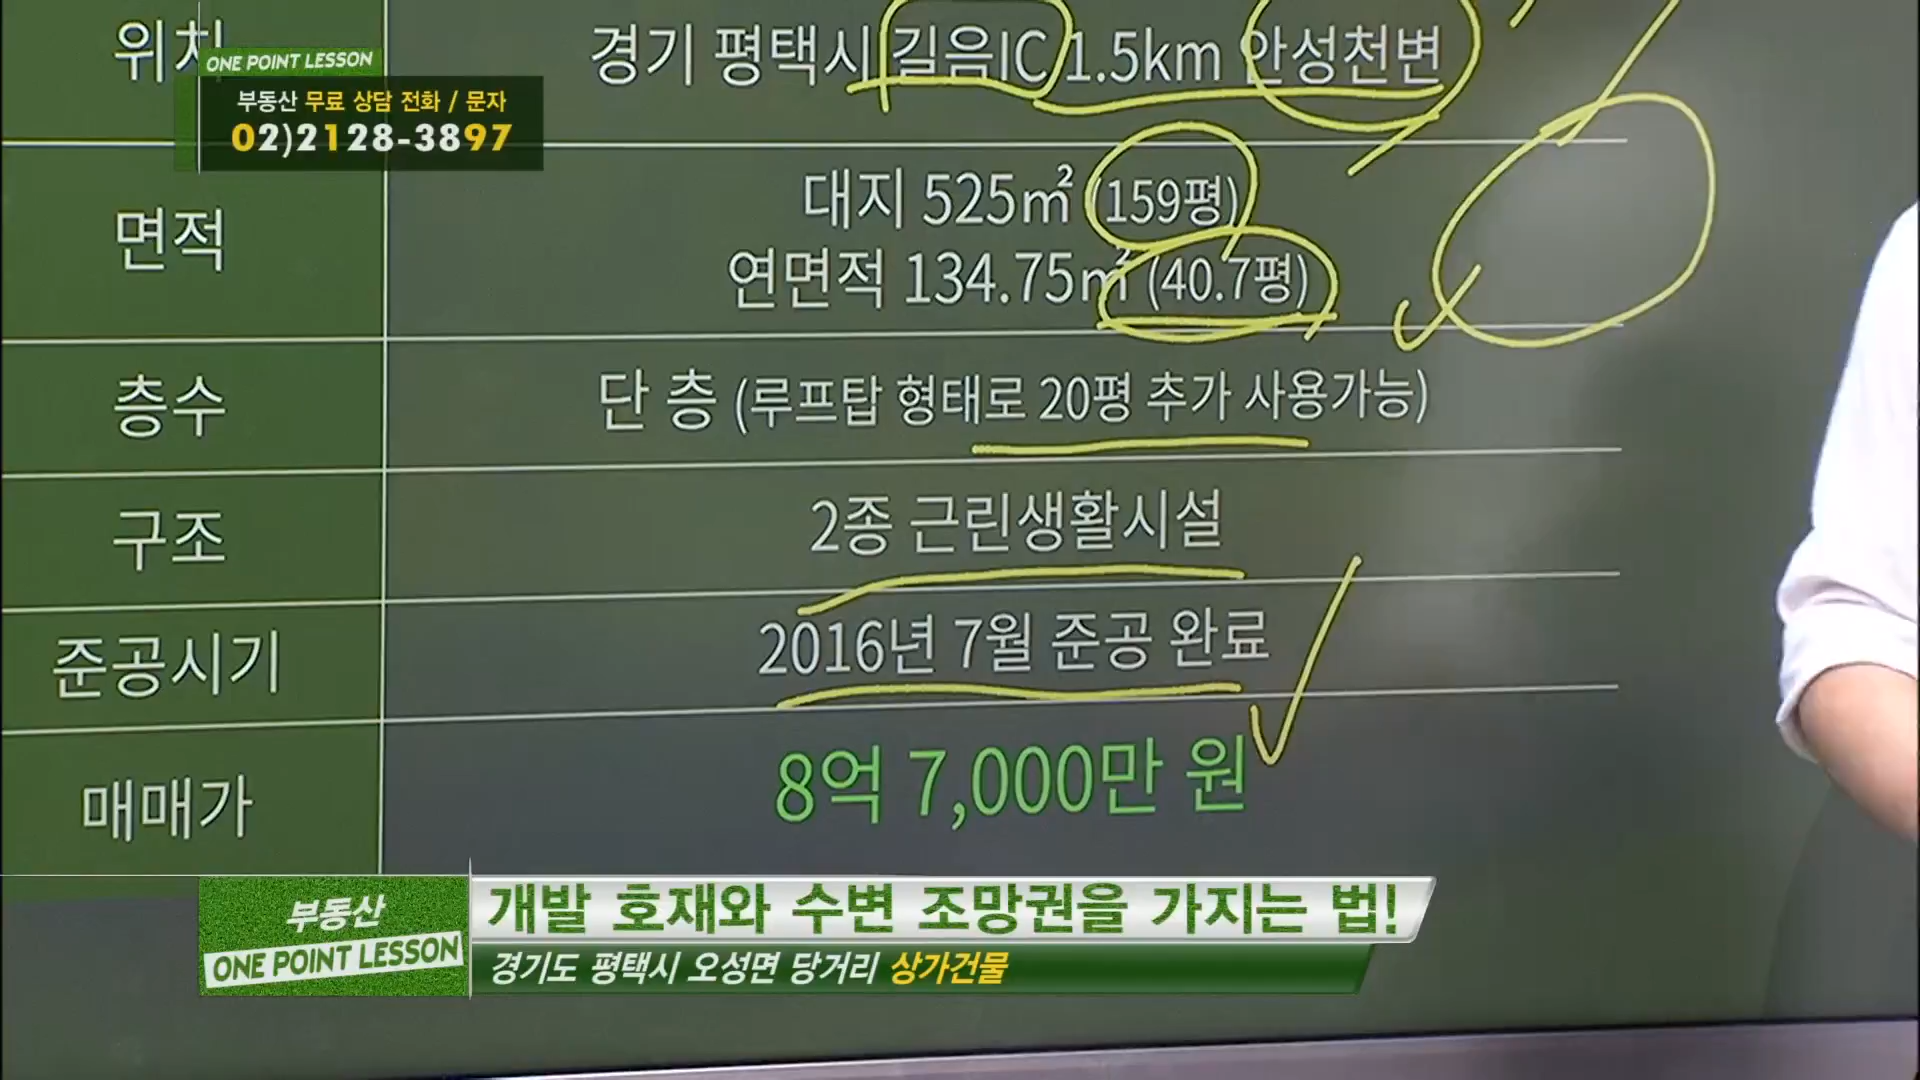 위치
경기 평택시 길음IC 1.5km 안성천변
ONE POINT LESSON
부동산 무료 상담 전화 / 문자
02)2128-3897
면적
대지 525㎡ (159평)
연면적 134.75㎡ (40.7평)
층수
단 층 (루프탑 형태로 20평 추가 사용가능)
구조
2종 근린생활시설
준공시기
2016년 7월 준공 완료
매매가
8억 7,000만 원
부동산
ONE POINT LESSON
개발 호재와 수변 조망권을 가지는 법!
경기도 평택시 오성면 당거리 상가건물